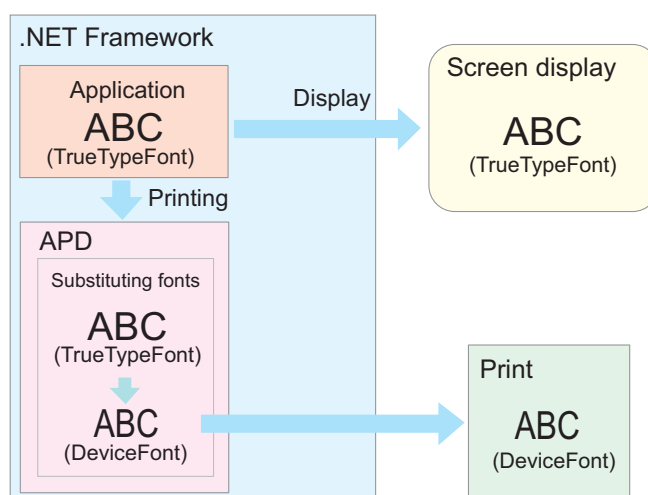 .NET Framework
Application
ABC
(TrueTypeFont)
Display
Screen display
ABC
(TrueTypeFont)
Printing
APD
Substituting fonts
ABC
(TrueTypeFont)
ABC
(DeviceFont)
Print
ABC
(DeviceFont)